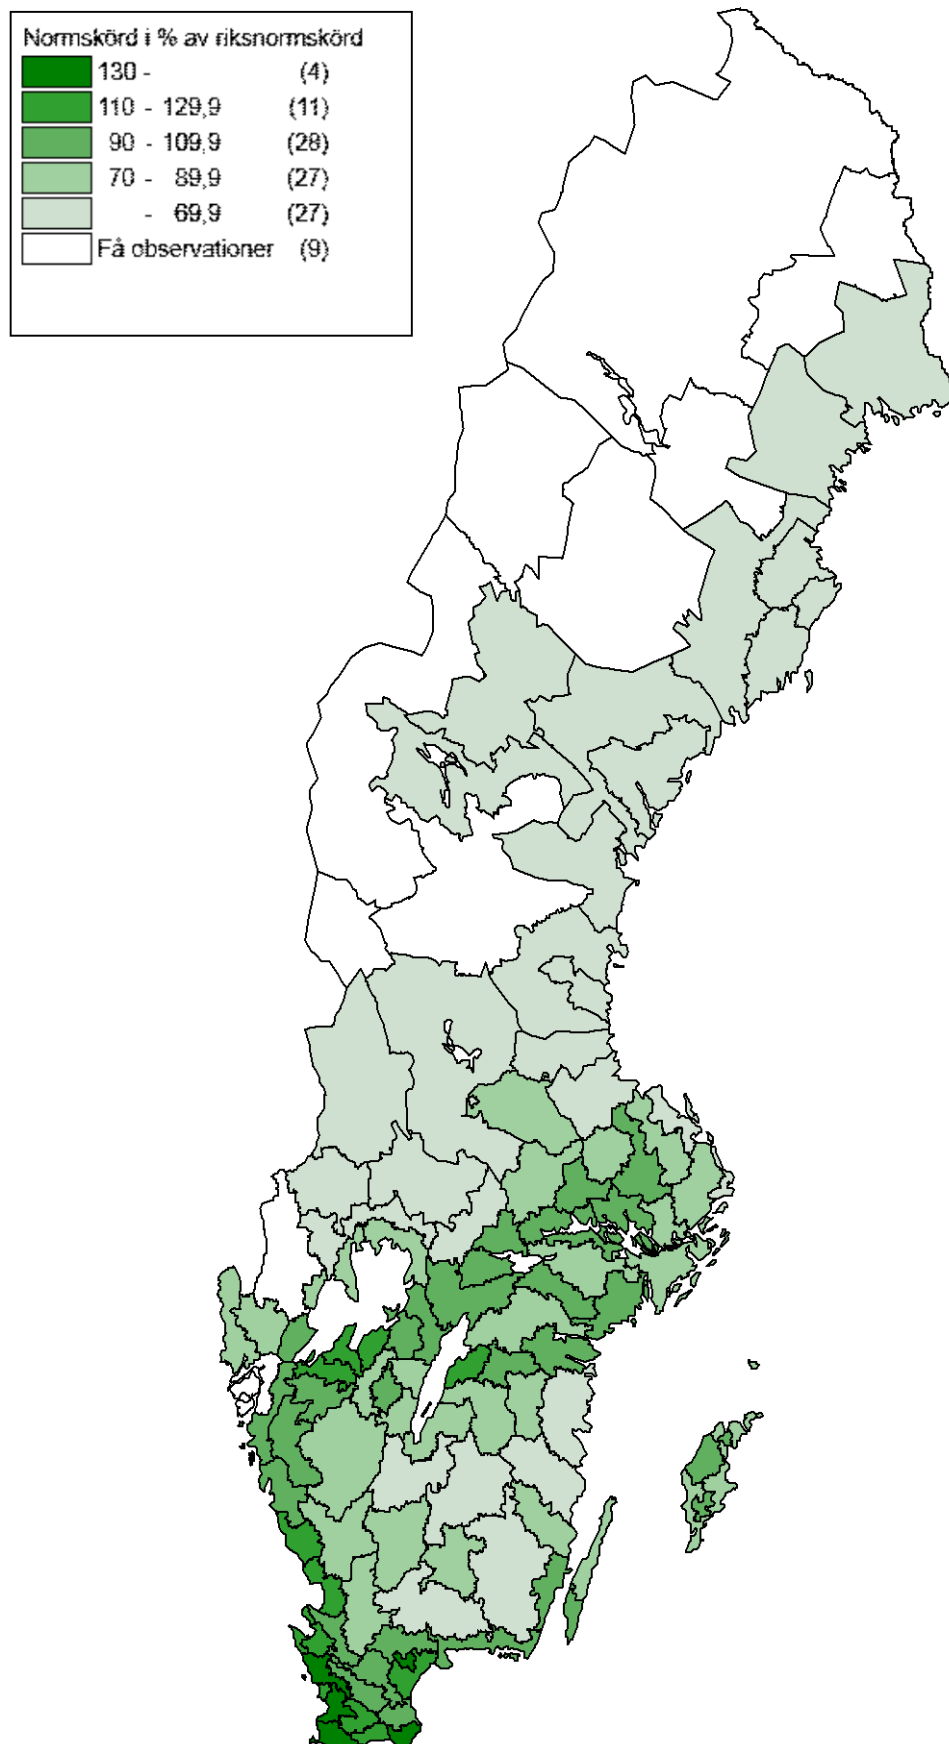 Normskörd i % av riksnormskörd
130 - (4)
110 - 129,9 (11)
90 - 109,9 (28)
70 - 89,9 (27)
- 69,9 (27)
Få observationer (9)